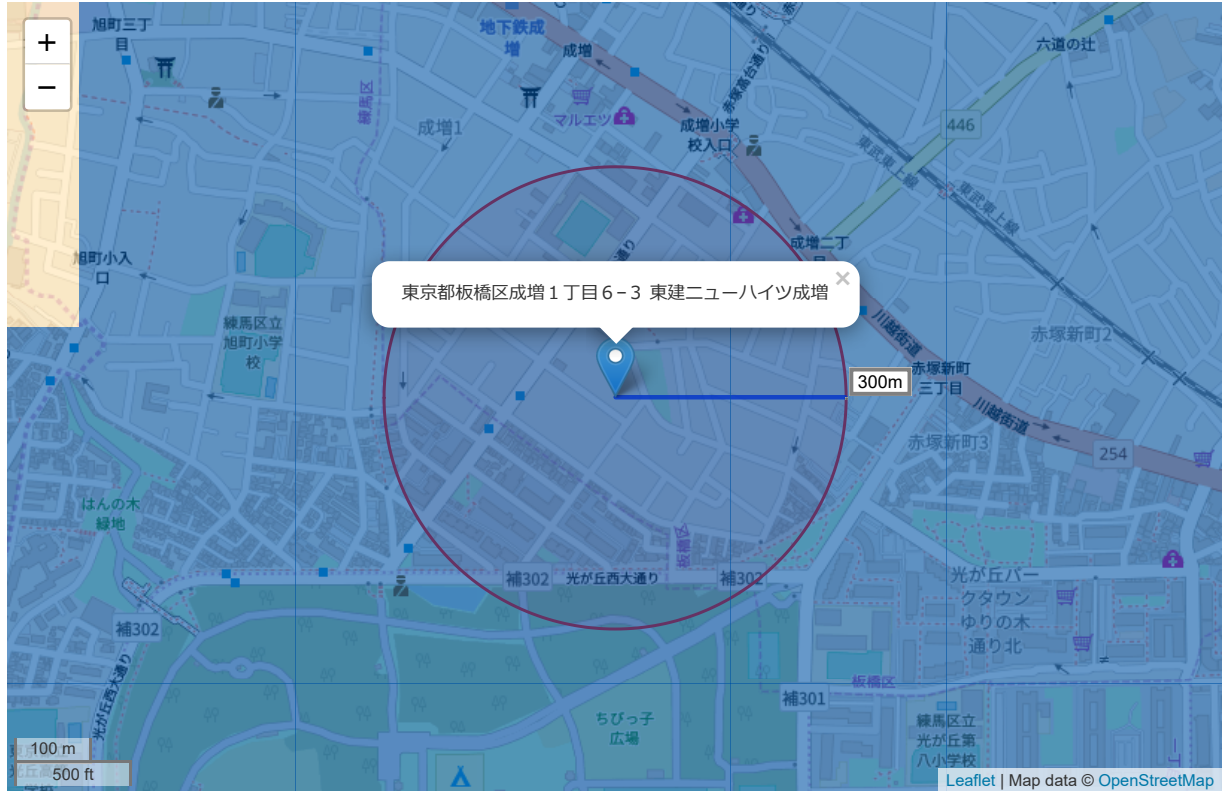 +
−
旭町三丁
目
地下鉄成
増
成増
赤塚高台通り
六道の辻
練馬区
マルエツ
成増1
成増小学
校入口
446
東武東上線
東武東上線
成増二丁
目
旭町小入
口
通り
東京都板橋区成増１丁目６−３ 東建ニューハイツ成増
×
練馬区立
旭町小学
校
川越街道
赤塚新町2
300m
赤塚新町
三丁目
川越街道
赤塚新町3
254
はんの木
緑地
板橋区
補302
光が丘西大通り
補302
光が丘パー
クタウン
ゆりの木
通り北
補302
光が丘西大通り
板橋区
補301
ちびっ子
広場
練馬区立
光が丘第
八小学校
100 m
500 ft
Leaflet | Map data © OpenStreetMap